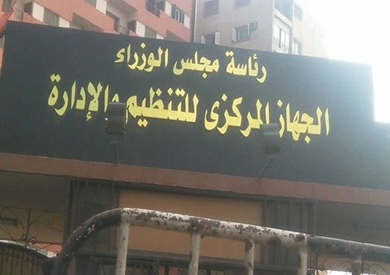 رئاسة مجلس الوزراء
الجهاز المركزى للتنظيم والإدارة